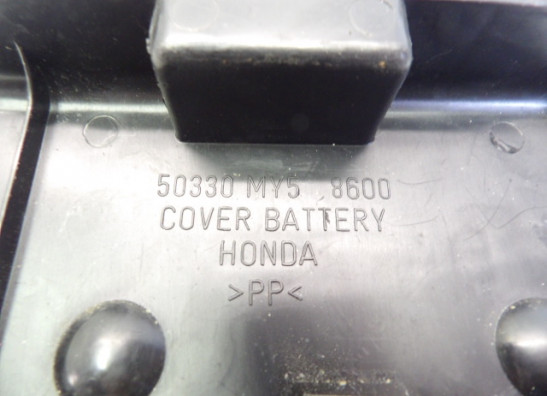 50330 MY5 8600
COVER BATTERY
HONDA
>PP<